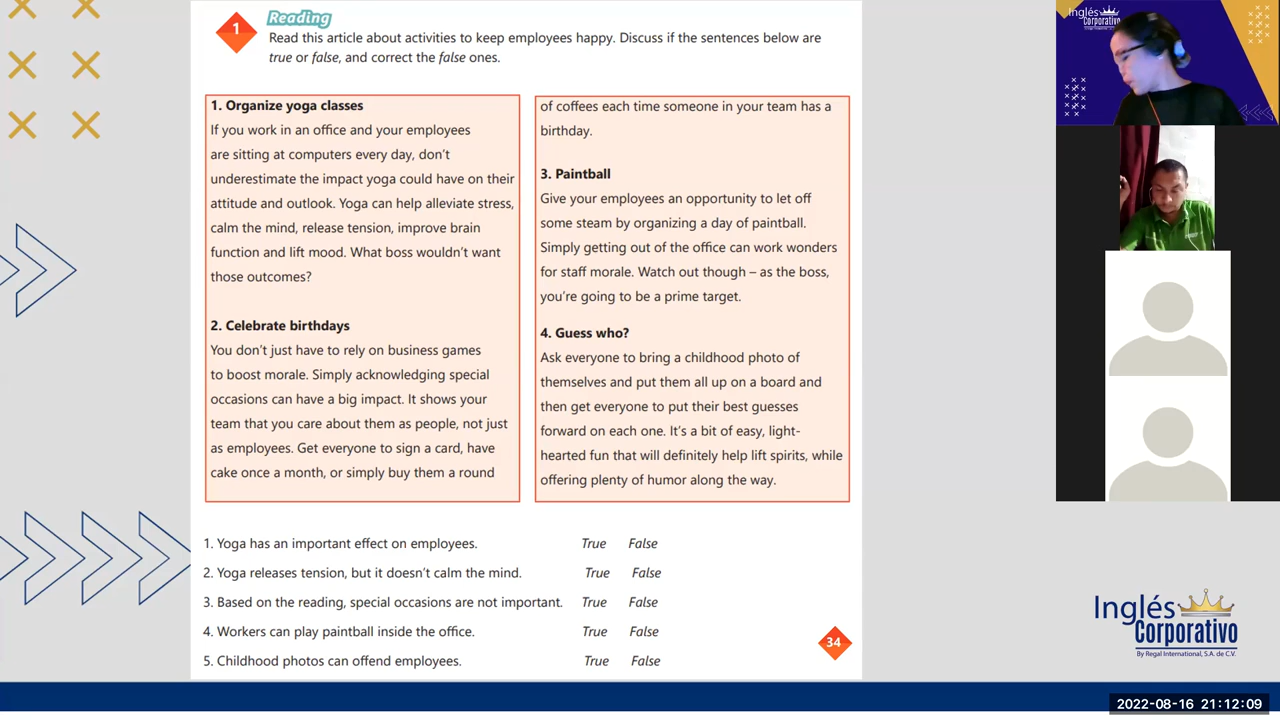 1
Reading
Read this article about activities to keep employees happy. Discuss if the sentences below are
true or false, and correct the false ones.
1. Organize yoga classes
If you work in an office and your employees
are sitting at computers every day, don't
underestimate the impact yoga could have on their
attitude and outlook. Yoga can help alleviate stress,
calm the mind, release tension, improve brain
function and lift mood. What boss wouldn't want
those outcomes?
2. Celebrate birthdays
You don't just have to rely on business games
to boost morale. Simply acknowledging special
occasions can have a big impact. It shows your
team that you care about them as people, not just
as employees. Get everyone to sign a card, have
cake once a month, or simply buy them a round
of coffees each time someone in your team has a
birthday.
3. Paintball
Give your employees an opportunity to let off
some steam by organizing a day of paintball.
Simply getting out of the office can work wonders
for staff morale. Watch out though – as the boss,
you're going to be a prime target.
4. Guess who?
Ask everyone to bring a childhood photo of
themselves and put them all up on a board and
then get everyone to put their best guesses
forward on each one. It's a bit of easy, light-
hearted fun that will definitely help lift spirits, while
offering plenty of humor along the way.
1. Yoga has an important effect on employees. True False
2. Yoga releases tension, but it doesn't calm the mind. True False
3. Based on the reading, special occasions are not important. True False
4. Workers can play paintball inside the office. True False
5. Childhood photos can offend employees. True False
34
Inglés
Corporativo
Inglés
Corporativo
By Regal International, S.A. de C.V.
2022-08-16 21:12:09